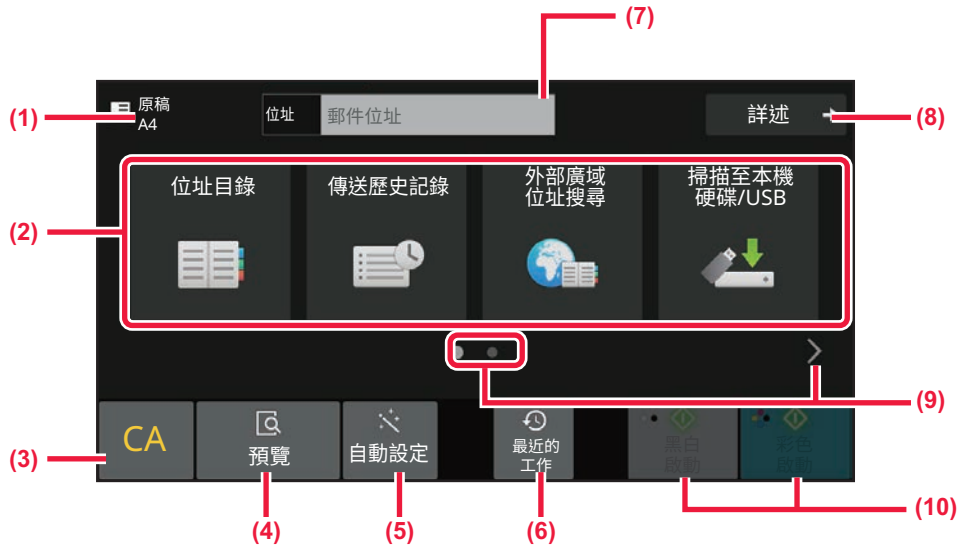 (7)
(1)
原稿
A4
位址
郵件位址
詳述
(8)
(2)
位址目錄
傳送歷史記錄
外部廣域
位址搜尋
掃描至本機
硬碟/USB
(9)
(3)
CA
預覽
自動設定
最近的
工作
黑白
啟動
彩色
啟動
(4)
(5)
(6)
(10)